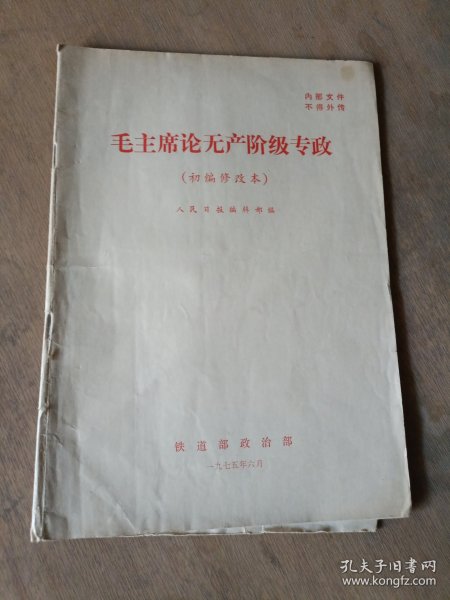 内部文件
不得外传
毛主席论无产阶级专政
(初编修改本)
人民日报编辑部编
铁道部政治部
一九七五年六月
孔夫子旧书网
www.kongfz.com